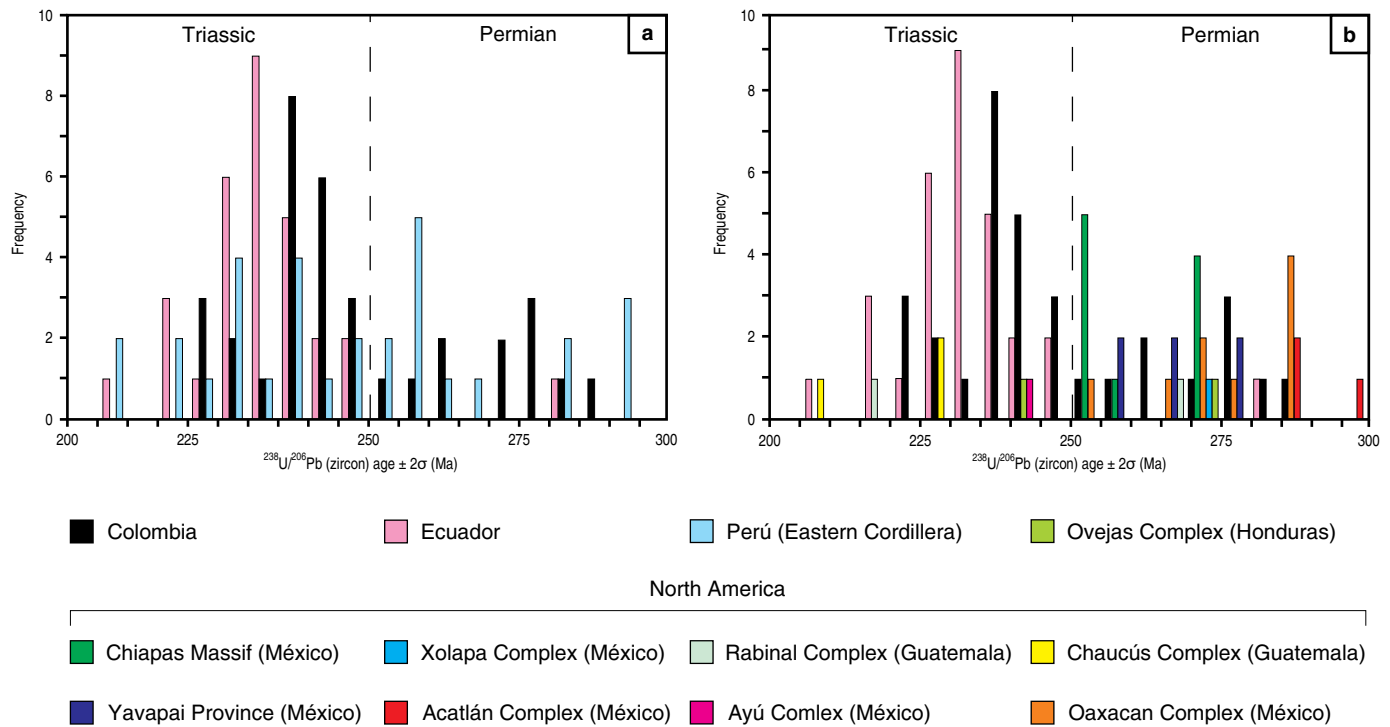 Triassic
Permian
a
10
8
6
4
2
0
Frequency
200
225
250
275
300
²³⁸U/²⁰⁶Pb (zircon) age ± 2σ (Ma)
Triassic
Permian
b
10
8
6
4
2
0
Frequency
200
225
250
275
300
²³⁸U/²⁰⁶Pb (zircon) age ± 2σ (Ma)
Colombia
Ecuador
Perú (Eastern Cordillera)
Ovejas Complex (Honduras)
North America
Chiapas Massif (México)
Xolapa Complex (México)
Rabinal Complex (Guatemala)
Chaucús Complex (Guatemala)
Yavapai Province (México)
Acatlán Complex (México)
Ayú Comlex (México)
Oaxacan Complex (México)